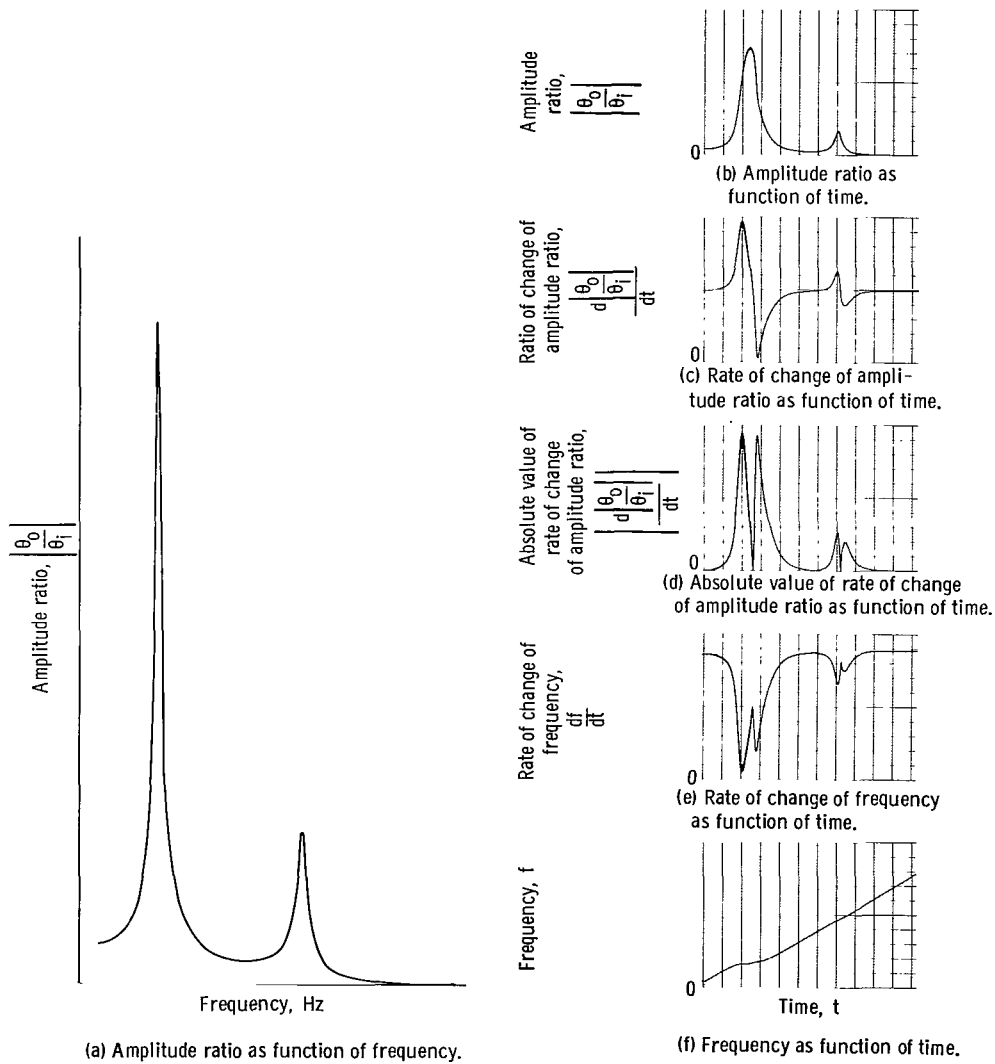 Amplitude ratio, |θo/θi|
Frequency, Hz
(a) Amplitude ratio as function of frequency.
Amplitude
ratio,
|θo/θi|
0
(b) Amplitude ratio as
function of time.
Ratio of change of
amplitude ratio,
d|θo/θi|
dt
0
(c) Rate of change of ampli-
tude ratio as function of time.
Absolute value of
rate of change
of amplitude ratio,
|d|θo/θi|
dt|
0
(d) Absolute value of rate of change
of amplitude ratio as function of time.
Rate of change of
frequency,
df
dt
0
(e) Rate of change of frequency
as function of time.
Frequency, f
0
Time, t
(f) Frequency as function of time.